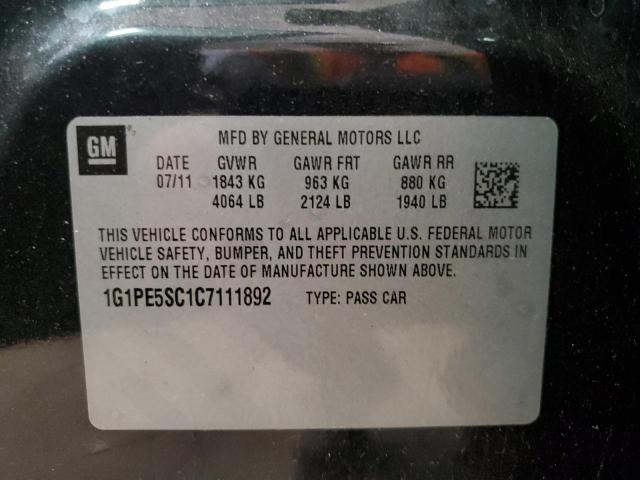 GM
MFD BY GENERAL MOTORS LLC
DATE GVWR GAWR FRT GAWR RR
07/11 1843 KG 963 KG 880 KG
4064 LB 2124 LB 1940 LB
THIS VEHICLE CONFORMS TO ALL APPLICABLE U.S. FEDERAL MOTOR
VEHICLE SAFETY, BUMPER, AND THEFT PREVENTION STANDARDS IN
EFFECT ON THE DATE OF MANUFACTURE SHOWN ABOVE.
1G1PE5SC1C7111892 TYPE: PASS CAR